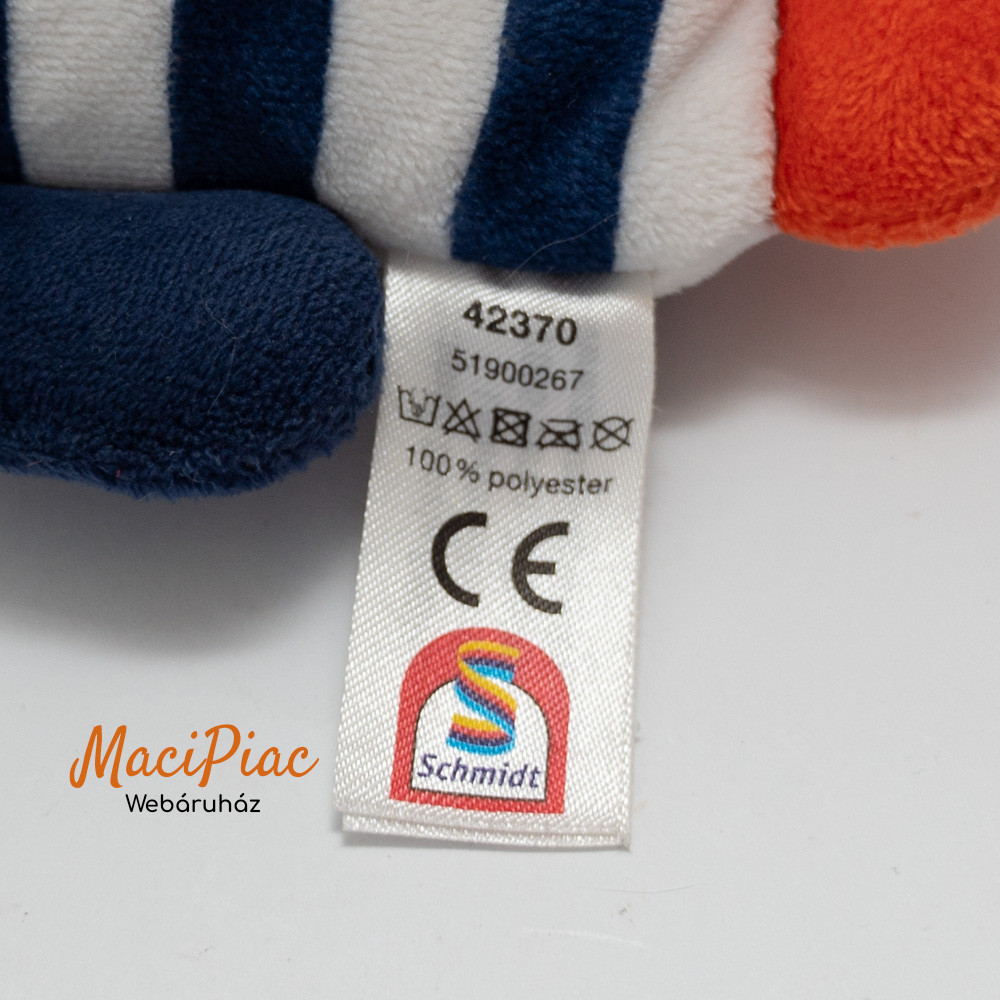 42370
51900267
100% polyester
CE
Schmidt
MaciPiac
Webáruház